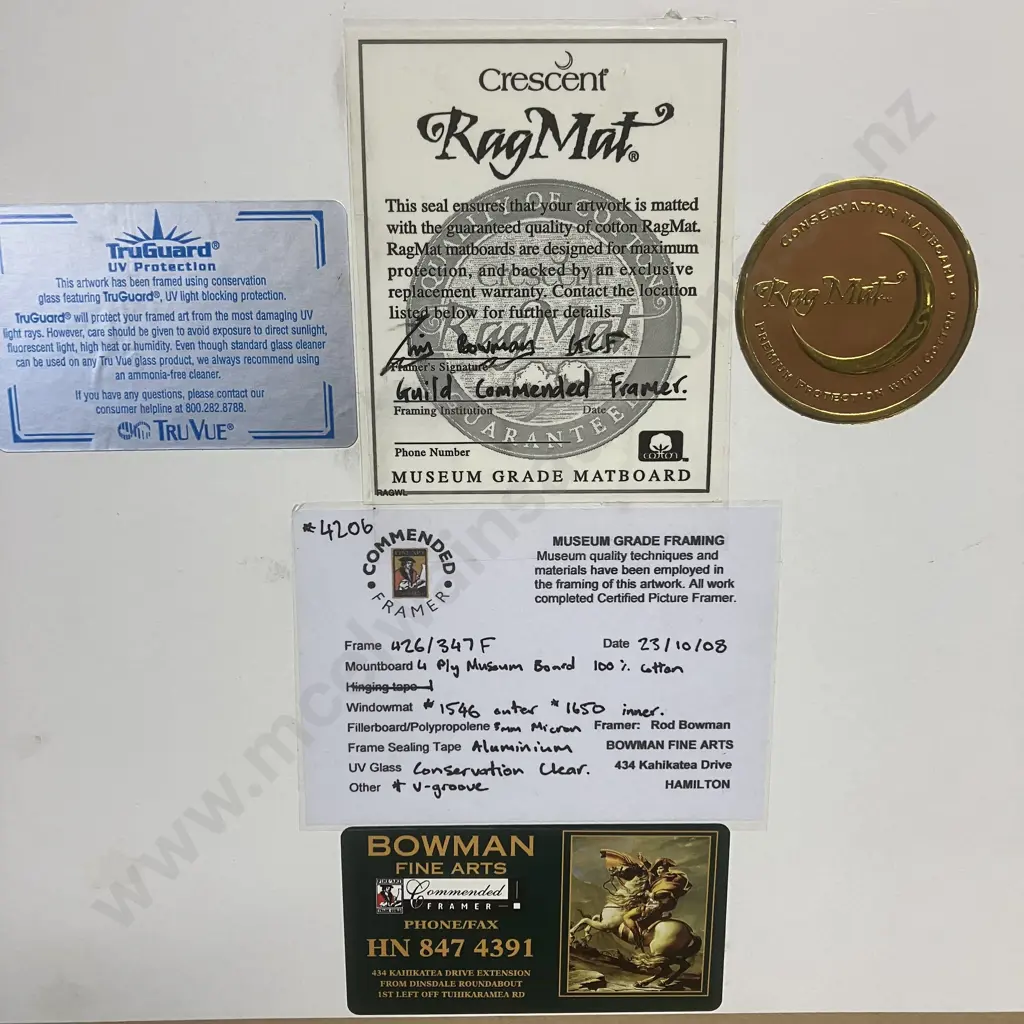 Crescent®
RagMat®
This seal ensures that your artwork is matted
with the guaranteed quality of cotton RagMat.
RagMat matboards are designed for maximum
protection, and backed by an exclusive
replacement warranty. Contact the location
listed below for further details.
Bowman GCF
Framer's Signature
Guild Commended Framer.
Framing Institution Date
Phone Number
cotton™
MUSEUM GRADE MATBOARD
RAGWL
Crescent
RagMat
GUARANTEE
TruGuard®
UV Protection
This artwork has been framed using conservation
glass featuring TruGuard®, UV light blocking protection.
TruGuard® will protect your framed art from the most damaging UV
light rays. However, care should be given to avoid exposure to direct sunlight,
fluorescent light, high heat or humidity. Even though standard glass cleaner
can be used on any Tru Vue glass product, we always recommend using
an ammonia-free cleaner.
If you have any questions, please contact our
consumer helpline at 800.282.8788.
TRU VUE®
CONSERVATION MATBOARD
Rag Mat
PREMIUM PROTECTION WITH COTTON
#4206
COMMENDED
FRAMER
MUSEUM GRADE FRAMING
Museum quality techniques and
materials have been employed in
the framing of this artwork. All work
completed Certified Picture Framer.
Frame 426/347F Date 23/10/08
Mountboard 4 Ply Museum Board 100% cotton
Hinging tape
Windowmat #1546 outer #1650 inner.
Fillerboard/Polypropolene 5mm Micron Framer: Rod Bowman
Frame Sealing Tape Aluminium BOWMAN FINE ARTS
UV Glass Conservation Clear. 434 Kahikatea Drive
Other * V-groove HAMILTON
BOWMAN
FINE ARTS
Commended
FRAMER
PHONE/FAX
HN 847 4391
434 KAHIKATEA DRIVE EXTENSION
FROM DINSDALE ROUNDABOUT
1ST LEFT OFF TUHIKARAMEA RD